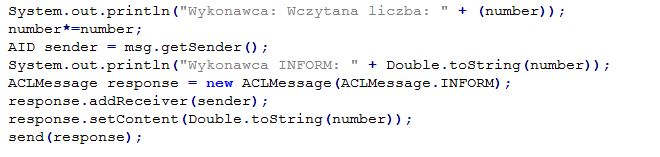 System.out.println("Wykonawca: Wczytana liczba: " + (number));
number*=number;
AID sender = msg.getSender();
System.out.println("Wykonawca INFORM: " + Double.toString(number));
ACLMessage response = new ACLMessage(ACLMessage.INFORM);
response.addReceiver(sender);
response.setContent(Double.toString(number));
send(response);